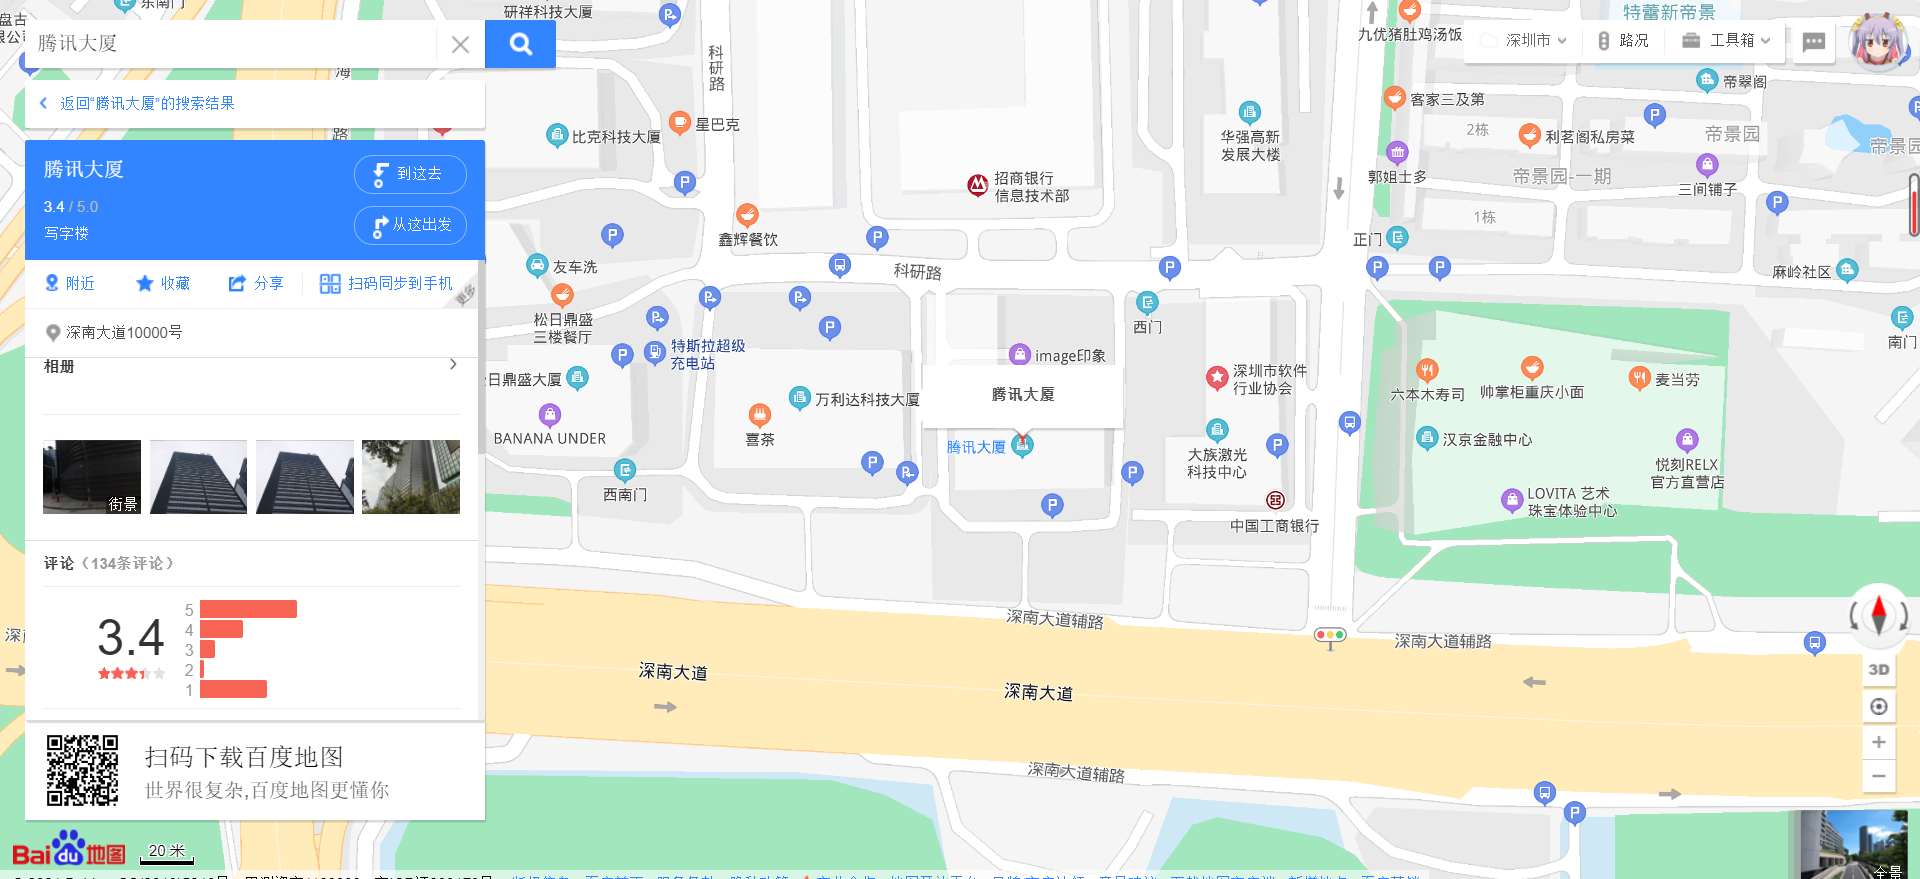 腾讯大厦
返回“腾讯大厦”的搜索结果
腾讯大厦
3.4 / 5.0
写字楼
到这去
从这出发
附近
收藏
分享
扫码同步到手机
更多
深南大道10000号
相册
街景
评论（134条评论）
3.4
5
4
3
2
1
扫码下载百度地图
世界很复杂,百度地图更懂你
Bai du 地图
20 米
深圳市
路况
工具箱
东南门
研祥科技大厦
科研路
海
路
比克科技大厦
星巴克
鑫辉餐饮
友车洗
松日鼎盛
三楼餐厅
特斯拉超级
充电站
日鼎盛大厦
BANANA UNDER
西南门
万利达科技大厦
喜茶
科研路
招商银行
信息技术部
image印象
腾讯大厦
腾讯大厦
华强高新
发展大楼
西门
深圳市软件
行业协会
大族激光
科技中心
中国工商银行
九优猪肚鸡汤饭
特蕾新帝景
帝翠阁
客家三及第
2栋
利茗阁私房菜
帝景园
帝景园
郭姐士多
帝景园-一期
三间铺子
1栋
正门
麻岭社区
南门
六本木寿司
帅掌柜重庆小面
麦当劳
汉京金融中心
悦刻RELX
官方直营店
LOVITA 艺术
珠宝体验中心
深南大道辅路
深南大道辅路
深南大道
深南大道
深南大道辅路
3D
全景